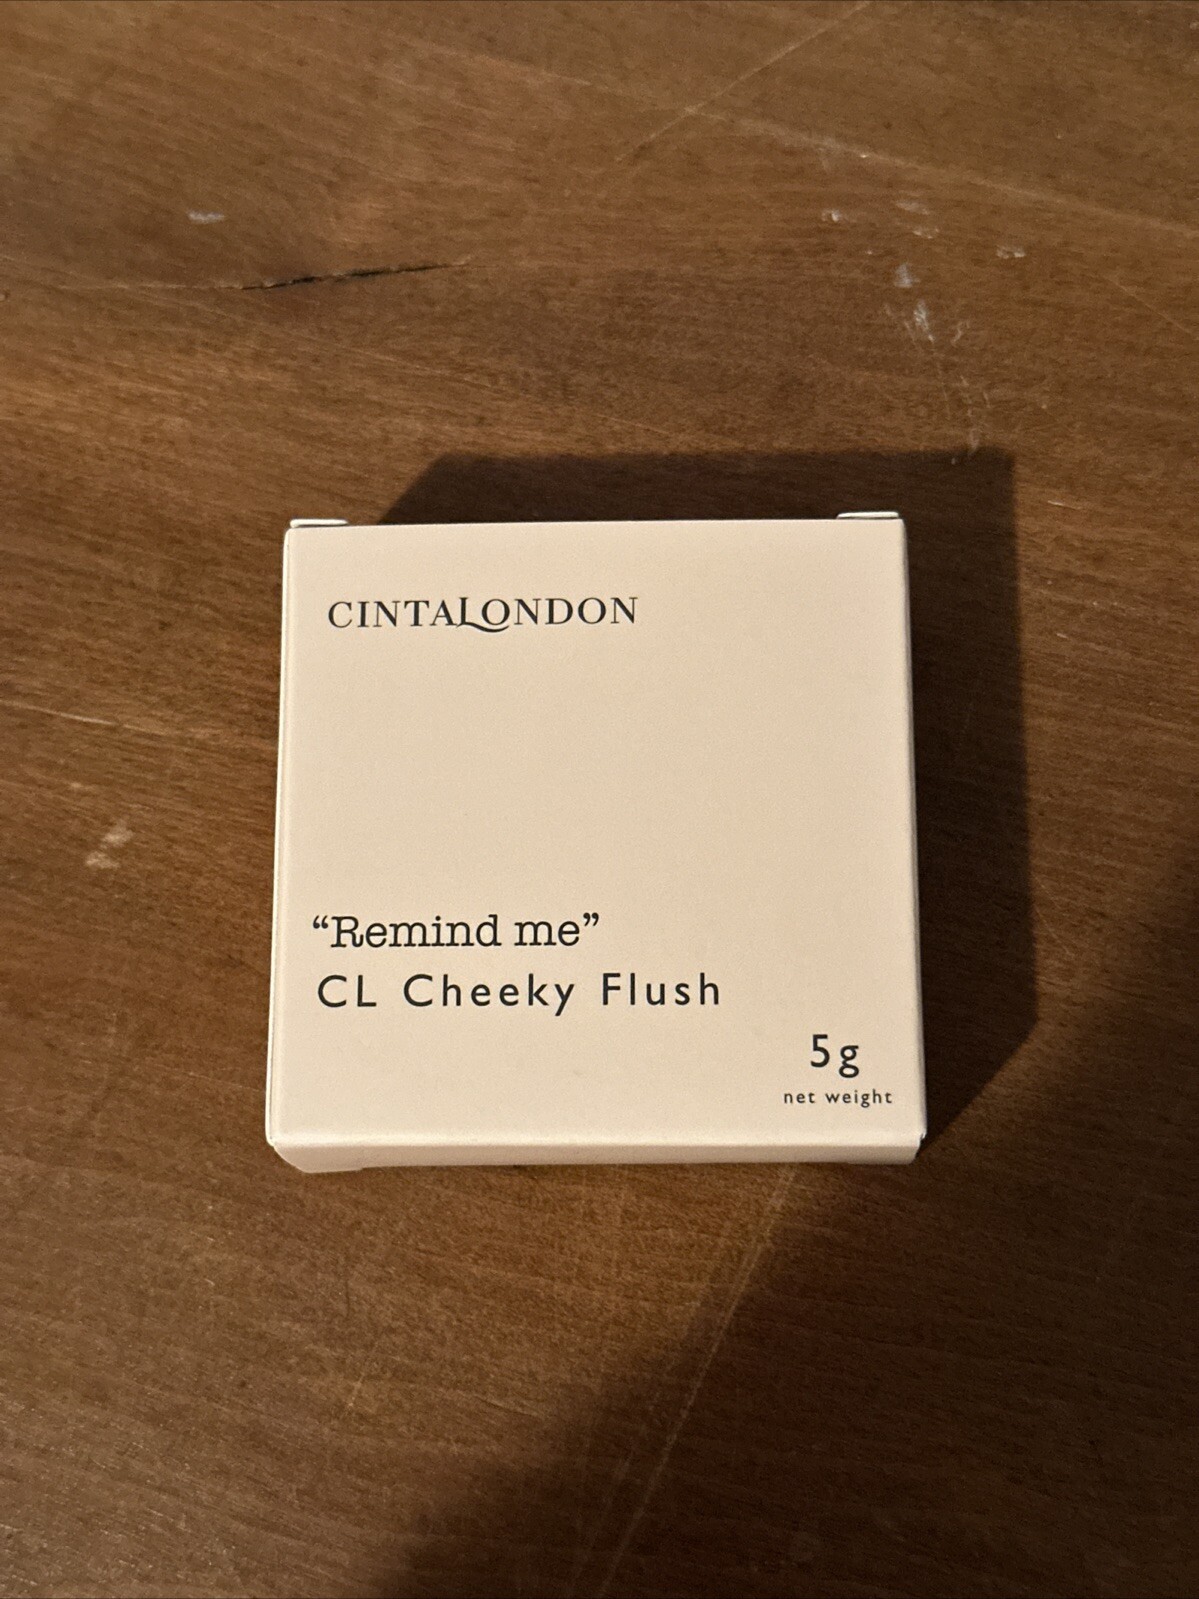 CINTALONDON
“Remind me”
CL Cheeky Flush
5g
net weight